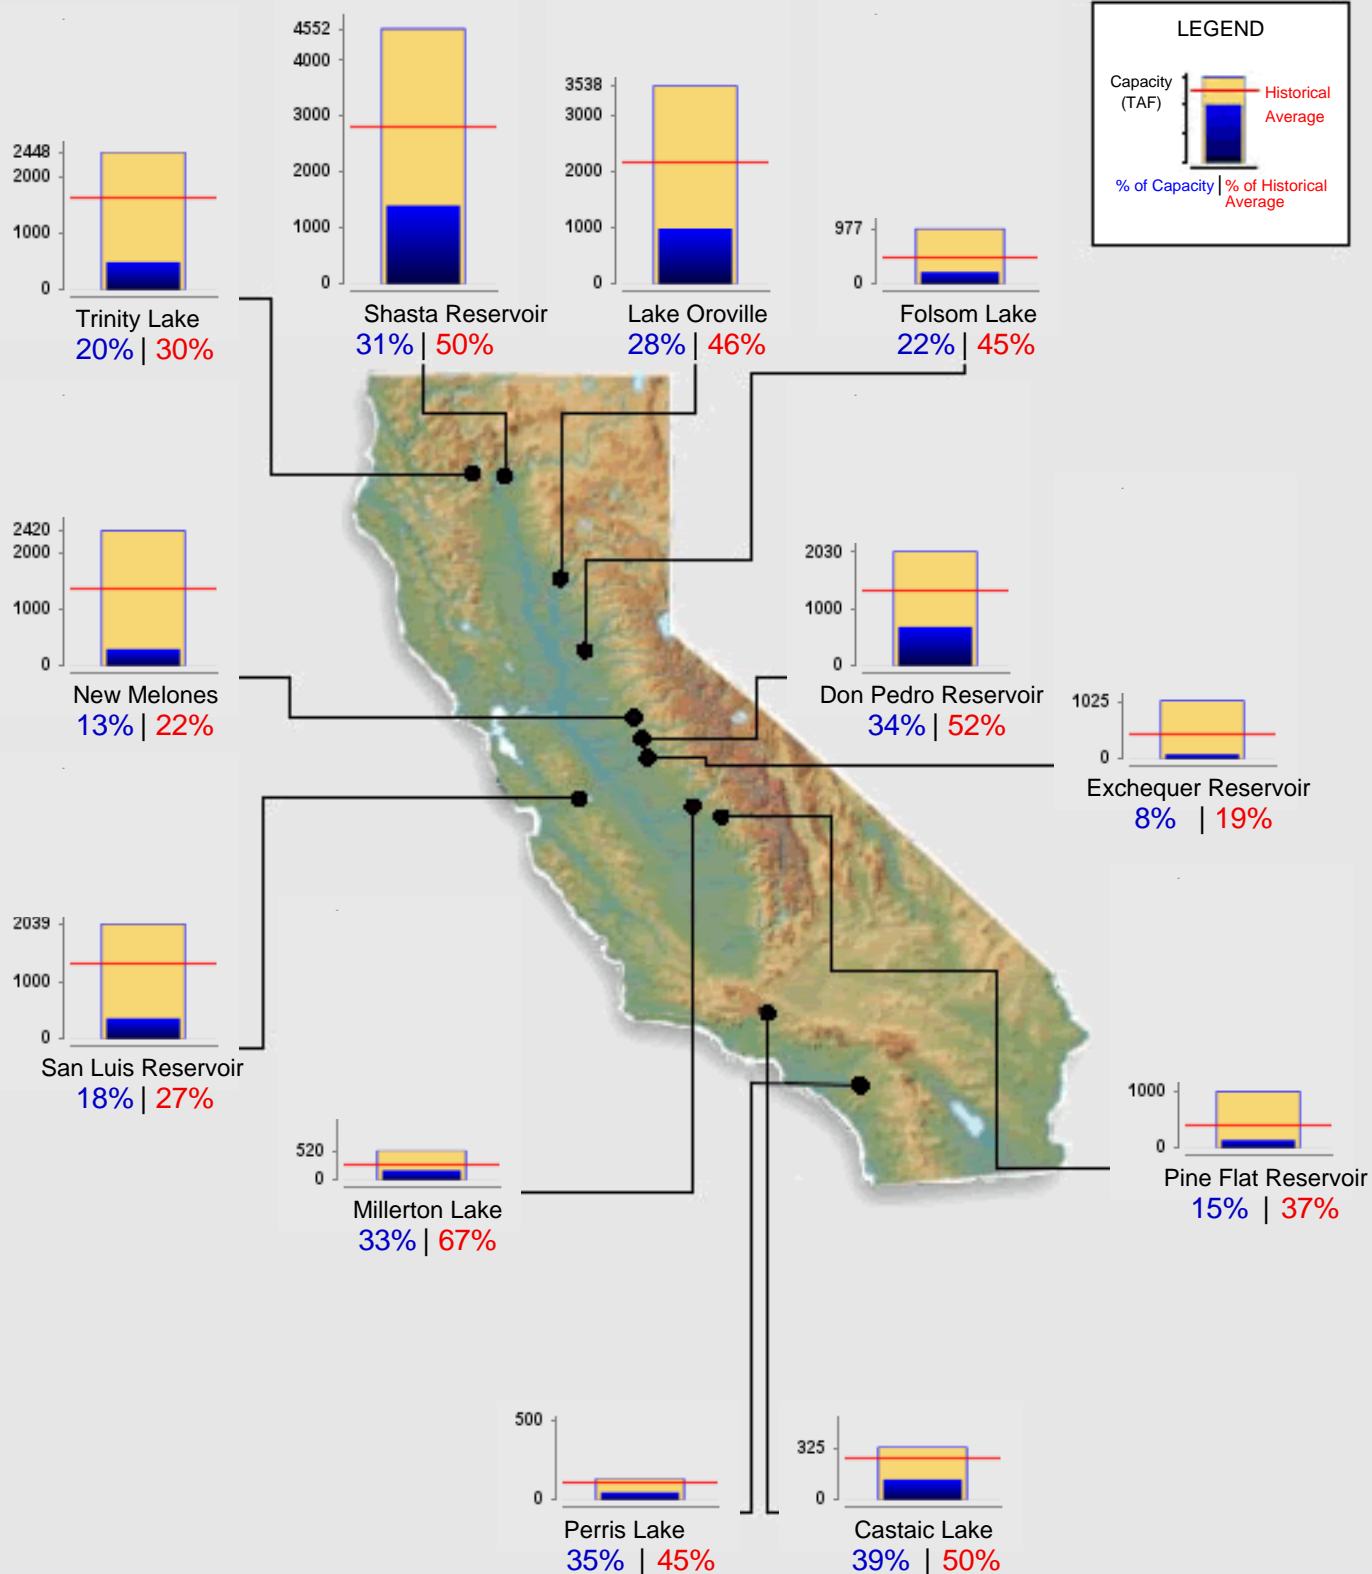 LEGEND
Capacity
(TAF)
Historical
Average
% of Capacity | % of Historical
Average
4552
4000
3000
2000
1000
0
Shasta Reservoir
31% | 50%
3538
3000
2000
1000
0
Lake Oroville
28% | 46%
2448
2000
1000
0
Trinity Lake
20% | 30%
977
0
Folsom Lake
22% | 45%
2420
2000
1000
0
New Melones
13% | 22%
2030
1000
0
Don Pedro Reservoir
34% | 52%
1025
0
Exchequer Reservoir
8% | 19%
2039
1000
0
San Luis Reservoir
18% | 27%
520
0
Millerton Lake
33% | 67%
1000
0
Pine Flat Reservoir
15% | 37%
500
0
Perris Lake
35% | 45%
325
0
Castaic Lake
39% | 50%